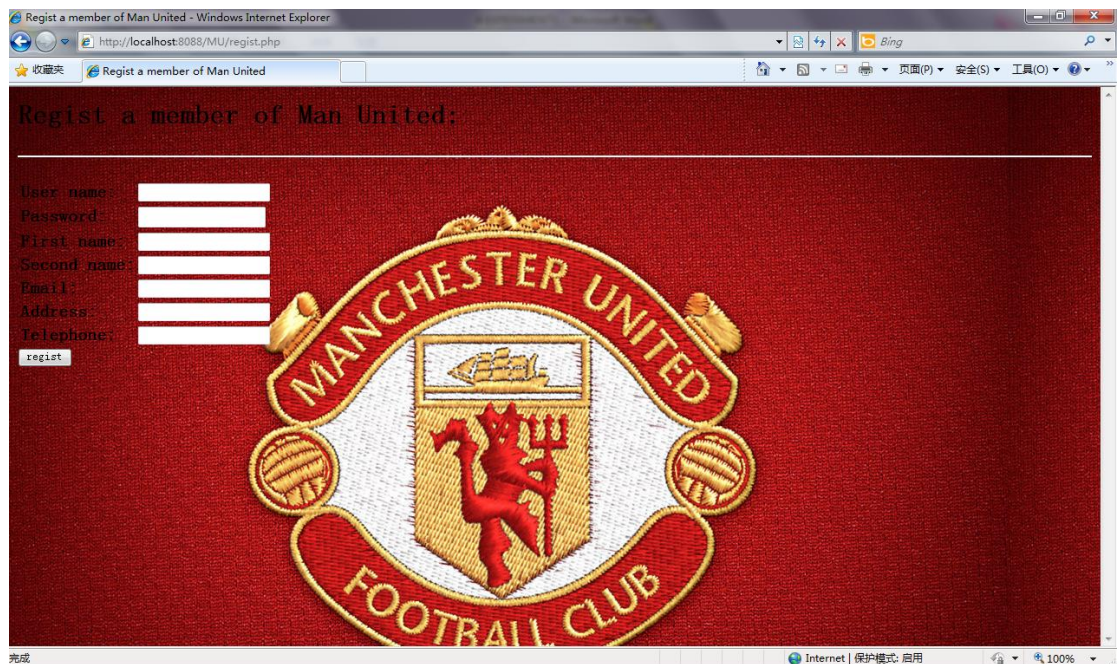 Regist a member of Man United - Windows Internet Explorer
http://localhost:8088/MU/regist.php
Bing
收藏夹
Regist a member of Man United
页面(P)
安全(S)
工具(O)
Regist a member of Man United:
User name:
Password:
First name:
Second name:
Email:
Address:
Telephone:
regist
MANCHESTER UNITED
FOOTBALL CLUB
完成
Internet | 保护模式: 启用
100%